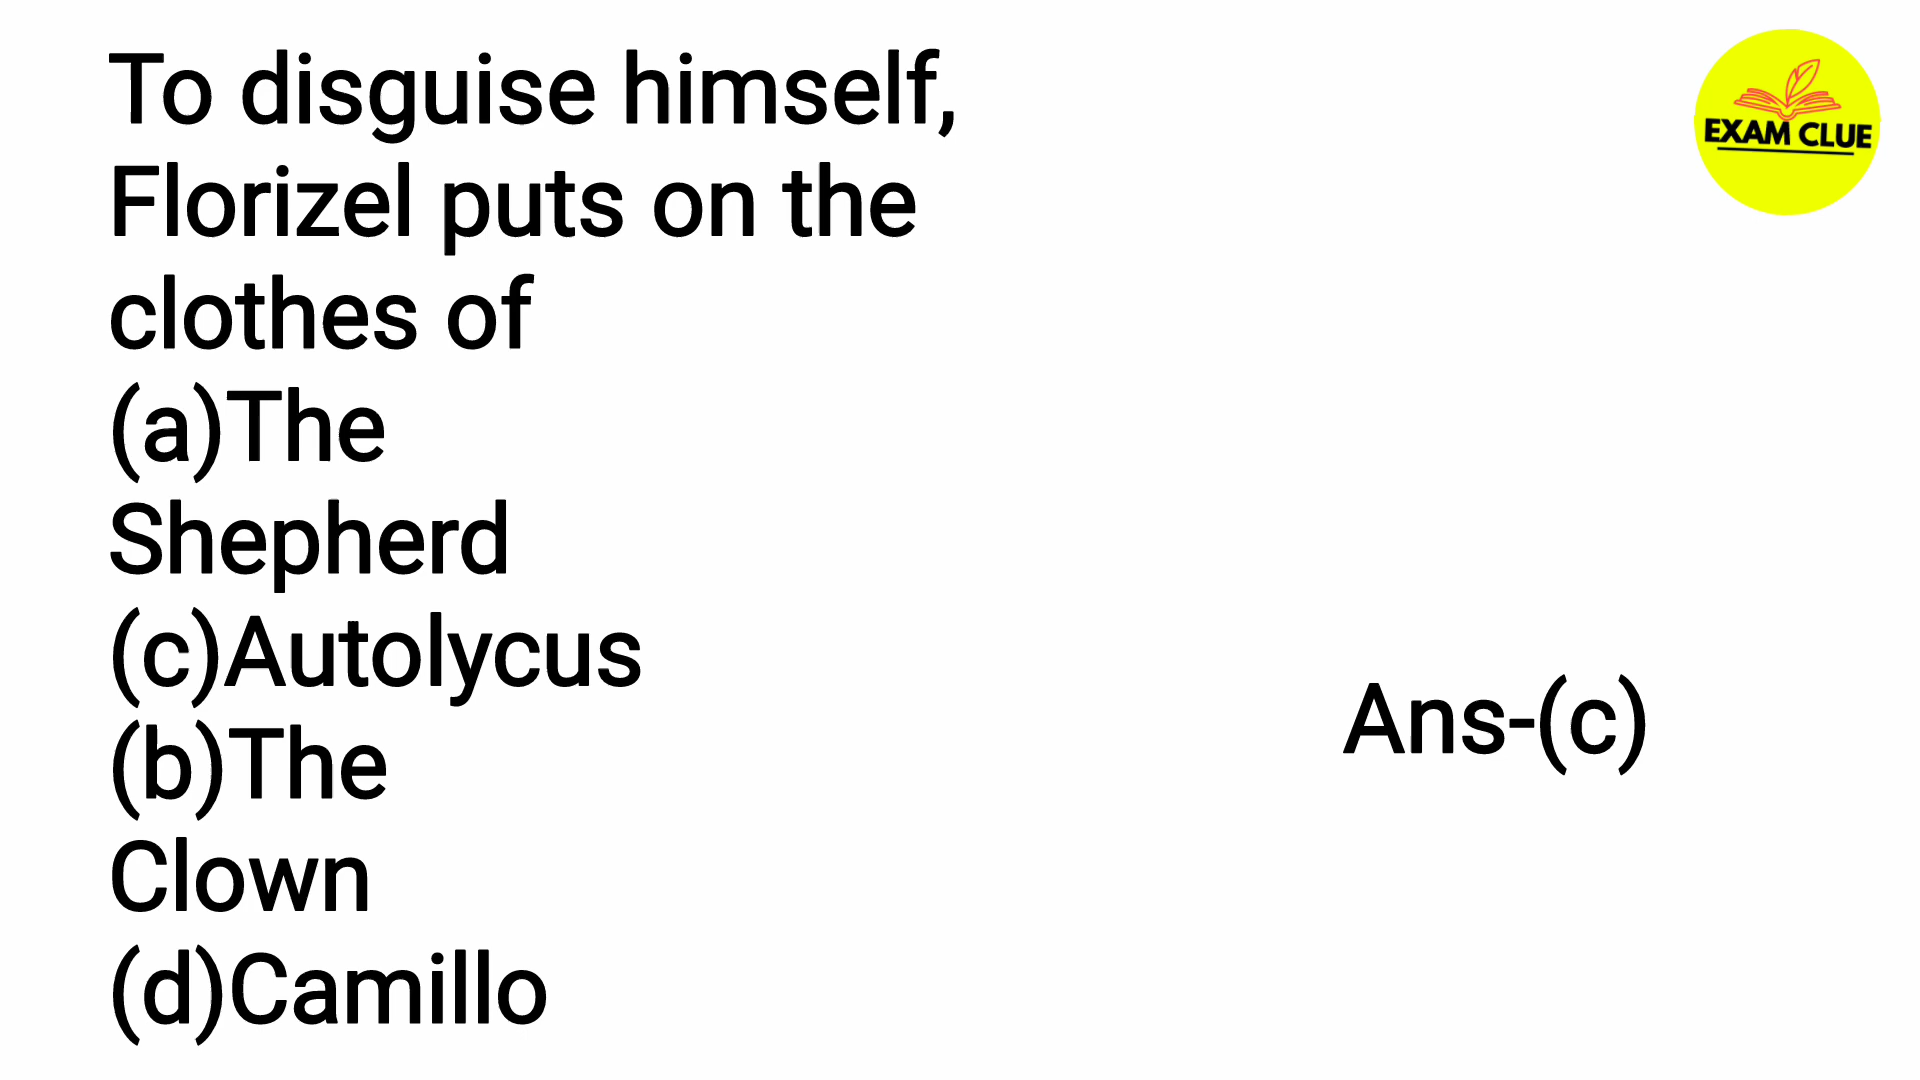 To disguise himself,
Florizel puts on the
clothes of
(a)The
Shepherd
(c)Autolycus
(b)The
Clown
(d)Camillo
Ans-(c)
EXAM CLUE